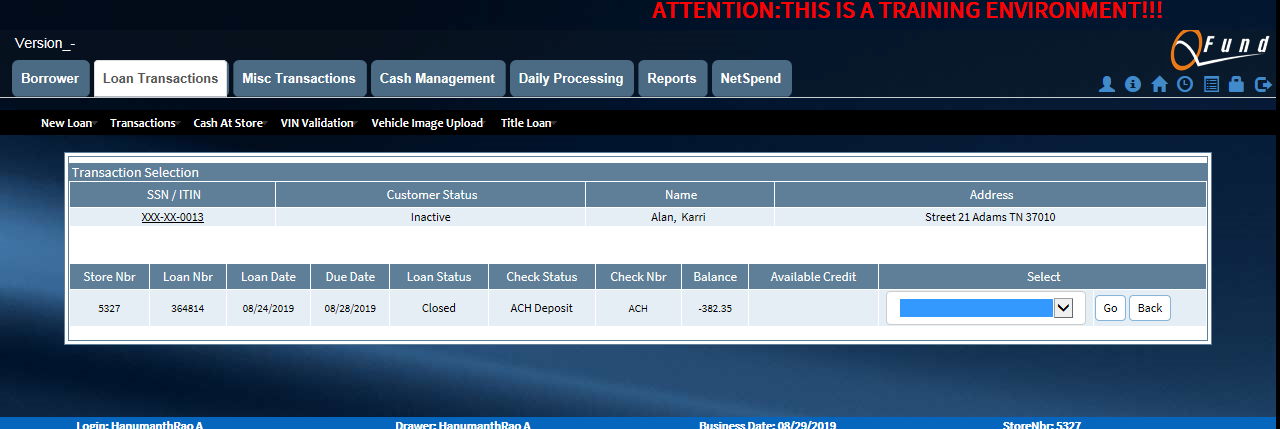 ATTENTION:THIS IS A TRAINING ENVIRONMENT!!!
Version_-
QFund
Borrower Loan Transactions Misc Transactions Cash Management Daily Processing Reports NetSpend
New Loan Transactions Cash At Store VIN Validation Vehicle Image Upload Title Loan
Transaction Selection
SSN / ITIN Customer Status Name Address
XXX-XX-0013 Inactive Alan, Karri Street 21 Adams TN 37010
Store Nbr Loan Nbr Loan Date Due Date Loan Status Check Status Check Nbr Balance Available Credit Select
5327 364814 08/24/2019 08/28/2019 Closed ACH Deposit ACH -382.35 Go Back
Login: HanumanthRao A Drawer: HanumanthRao A Business Date: 08/29/2019 StoreNbr: 5327